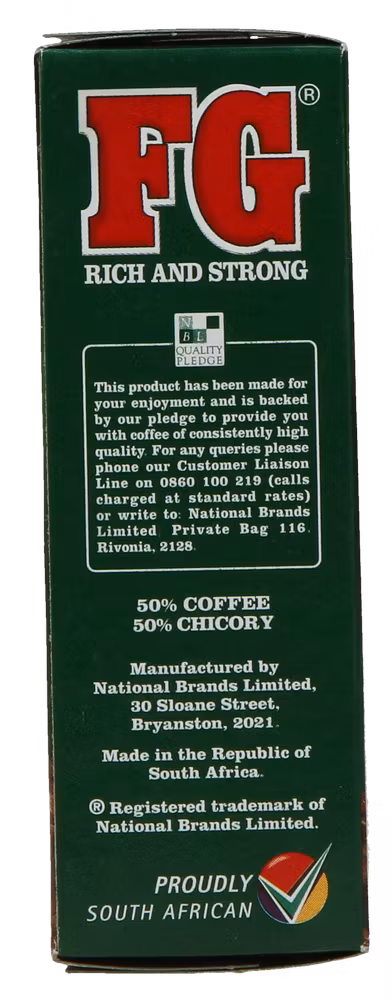 FG®
RICH AND STRONG
N
B L
QUALITY
PLEDGE
This product has been made for
your enjoyment and is backed
by our pledge to provide you
with coffee of consistently high
quality. For any queries please
phone our Customer Liaison
Line on 0860 100 219 (calls
charged at standard rates)
or write to: National Brands
Limited, Private Bag 116,
Rivonia, 2128.
50% COFFEE
50% CHICORY
Manufactured by
National Brands Limited,
30 Sloane Street,
Bryanston, 2021.
Made in the Republic of
South Africa.
® Registered trademark of
National Brands Limited.
PROUDLY
SOUTH AFRICAN